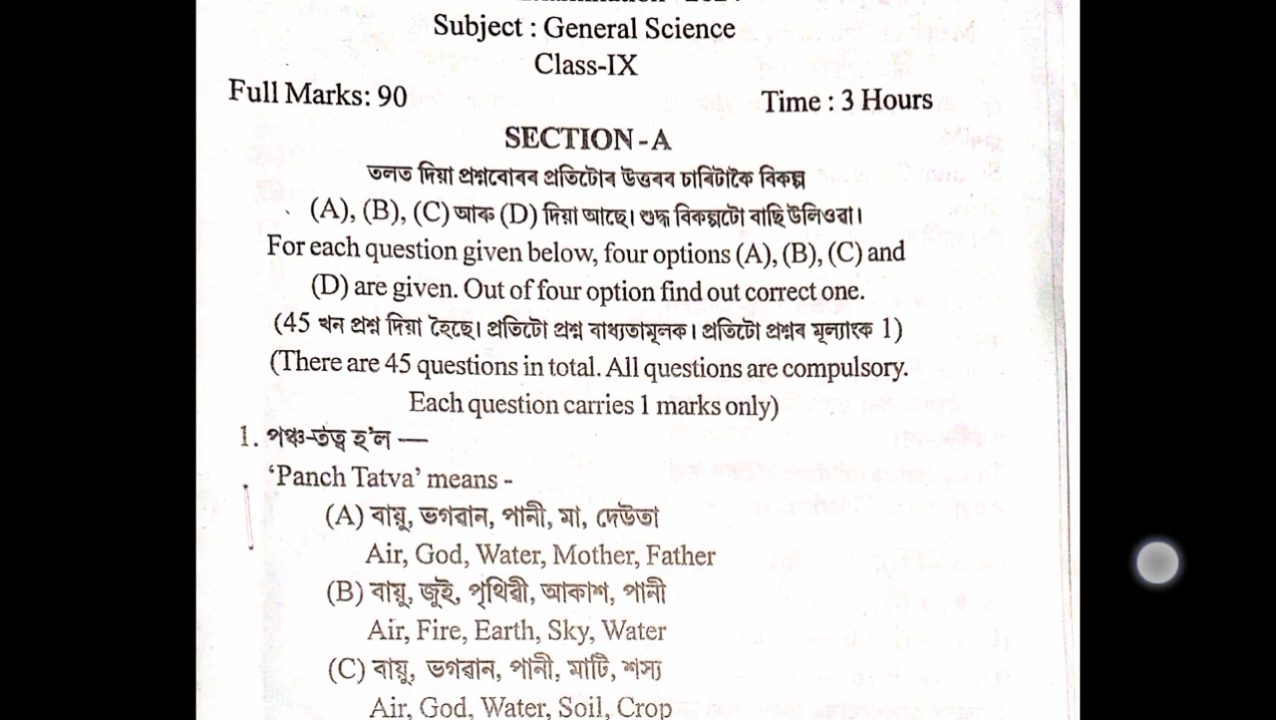 Subject : General Science
Class-IX
Full Marks: 90
Time : 3 Hours
SECTION - A
তলত দিয়া প্ৰশ্নবোৰৰ প্ৰতিটোৰ উত্তৰৰ চাৰিটাকৈ বিকল্প
(A), (B), (C) আৰু (D) দিয়া আছে। শুদ্ধ বিকল্পটো বাছি উলিওৱা।
For each question given below, four options (A), (B), (C) and
(D) are given. Out of four option find out correct one.
(45 খন প্ৰশ্ন দিয়া হৈছে। প্ৰতিটো প্ৰশ্ন বাধ্যতামূলক। প্ৰতিটো প্ৰশ্নৰ মূল্যাংক 1)
(There are 45 questions in total. All questions are compulsory.
Each question carries 1 marks only)
1. পঞ্চ-তত্ব হ'ল —
‘Panch Tatva’ means -
(A) বায়ু, ভগৱান, পানী, মা, দেউতা
Air, God, Water, Mother, Father
(B) বায়ু, জুই, পৃথিৱী, আকাশ, পানী
Air, Fire, Earth, Sky, Water
(C) বায়ু, ভগৱান, পানী, মাটি, শস্য
Air, God, Water, Soil, Crop